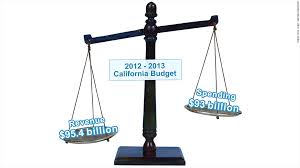 2012 - 2013
California Budget
Spending
$93 billion
Revenue
$95.4 billion